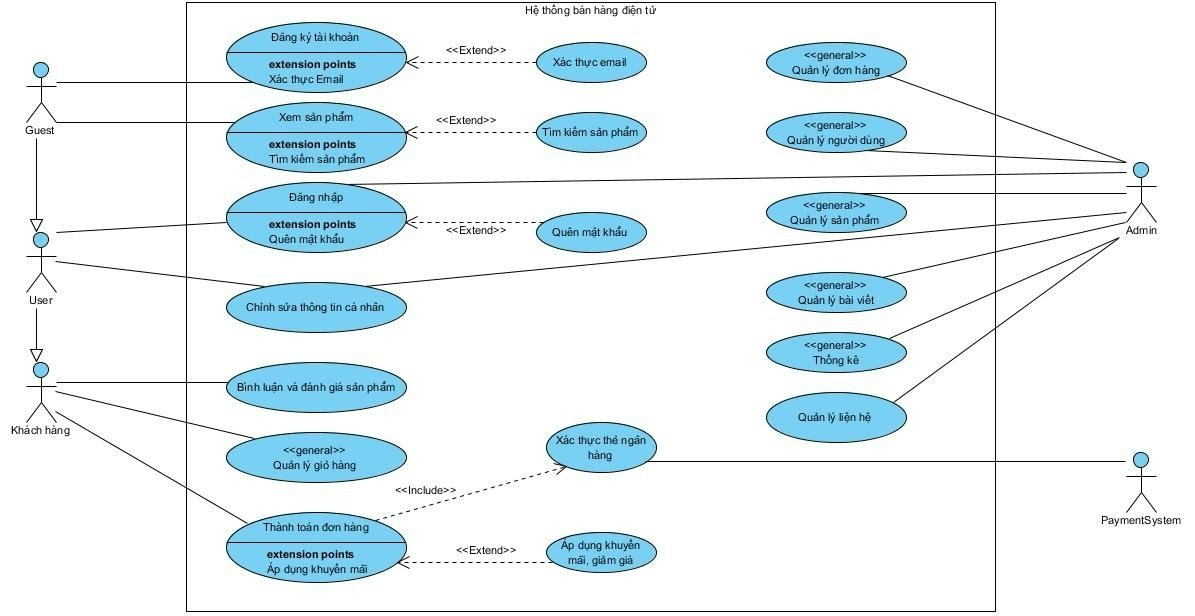 Hệ thống bán hàng điện tử
Đăng ký tài khoản
extension points
Xác thực Email
<<Extend>>
Xác thực email
<<general>>
Quản lý đơn hàng
Guest
Xem sản phẩm
extension points
Tìm kiếm sản phẩm
<<Extend>>
Tìm kiếm sản phẩm
<<general>>
Quản lý người dùng
Đăng nhập
extension points
Quên mật khẩu
<<Extend>>
Quên mật khẩu
<<general>>
Quản lý sản phẩm
Admin
User
Chỉnh sửa thông tin cá nhân
<<general>>
Quản lý bài viết
<<general>>
Thống kê
Bình luận và đánh giá sản phẩm
Quản lý liện hệ
Khách hàng
<<general>>
Quản lý giỏ hàng
Xác thực thẻ ngân
hàng
<<Include>>
PaymentSystem
Thành toán đơn hàng
extension points
Áp dụng khuyến mãi
<<Extend>>
Áp dụng khuyến
mãi, giảm giá